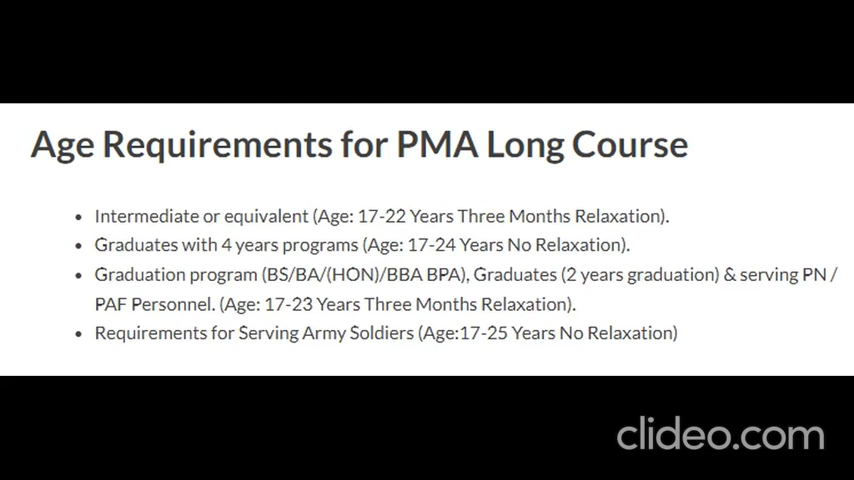 Age Requirements for PMA Long Course
• Intermediate or equivalent (Age: 17-22 Years Three Months Relaxation).
• Graduates with 4 years programs (Age: 17-24 Years No Relaxation).
• Graduation program (BS/BA/(HON)/BBA BPA), Graduates (2 years graduation) & serving PN /
PAF Personnel. (Age: 17-23 Years Three Months Relaxation).
• Requirements for Serving Army Soldiers (Age:17-25 Years No Relaxation)
clideo.com